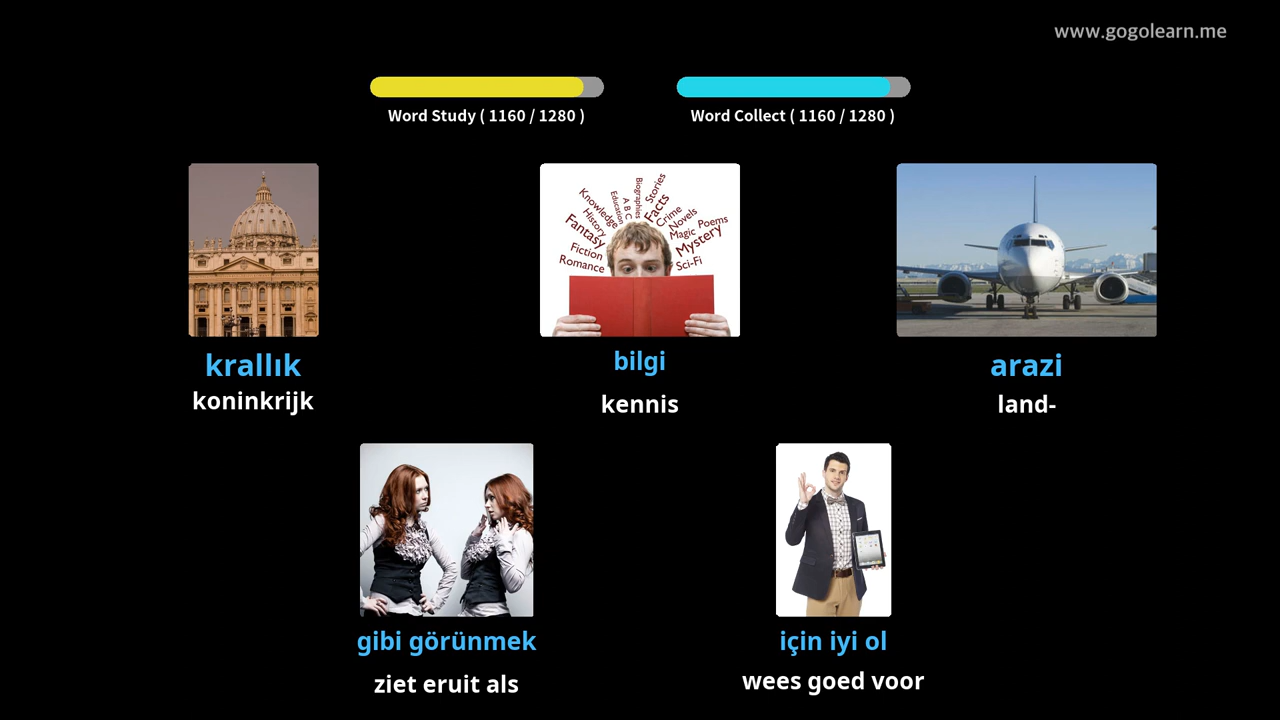 www.gogolearn.me
Word Study ( 1160 / 1280 )
Word Collect ( 1160 / 1280 )
Knowledge
History
Fantasy
Fiction
Romance
Education
A B C
Biographies
Stories
Facts
Crime
Novels
Magic
Poems
Mystery
Sci-Fi
krallık
koninkrijk
bilgi
kennis
arazi
land-
gibi görünmek
ziet eruit als
için iyi ol
wees goed voor